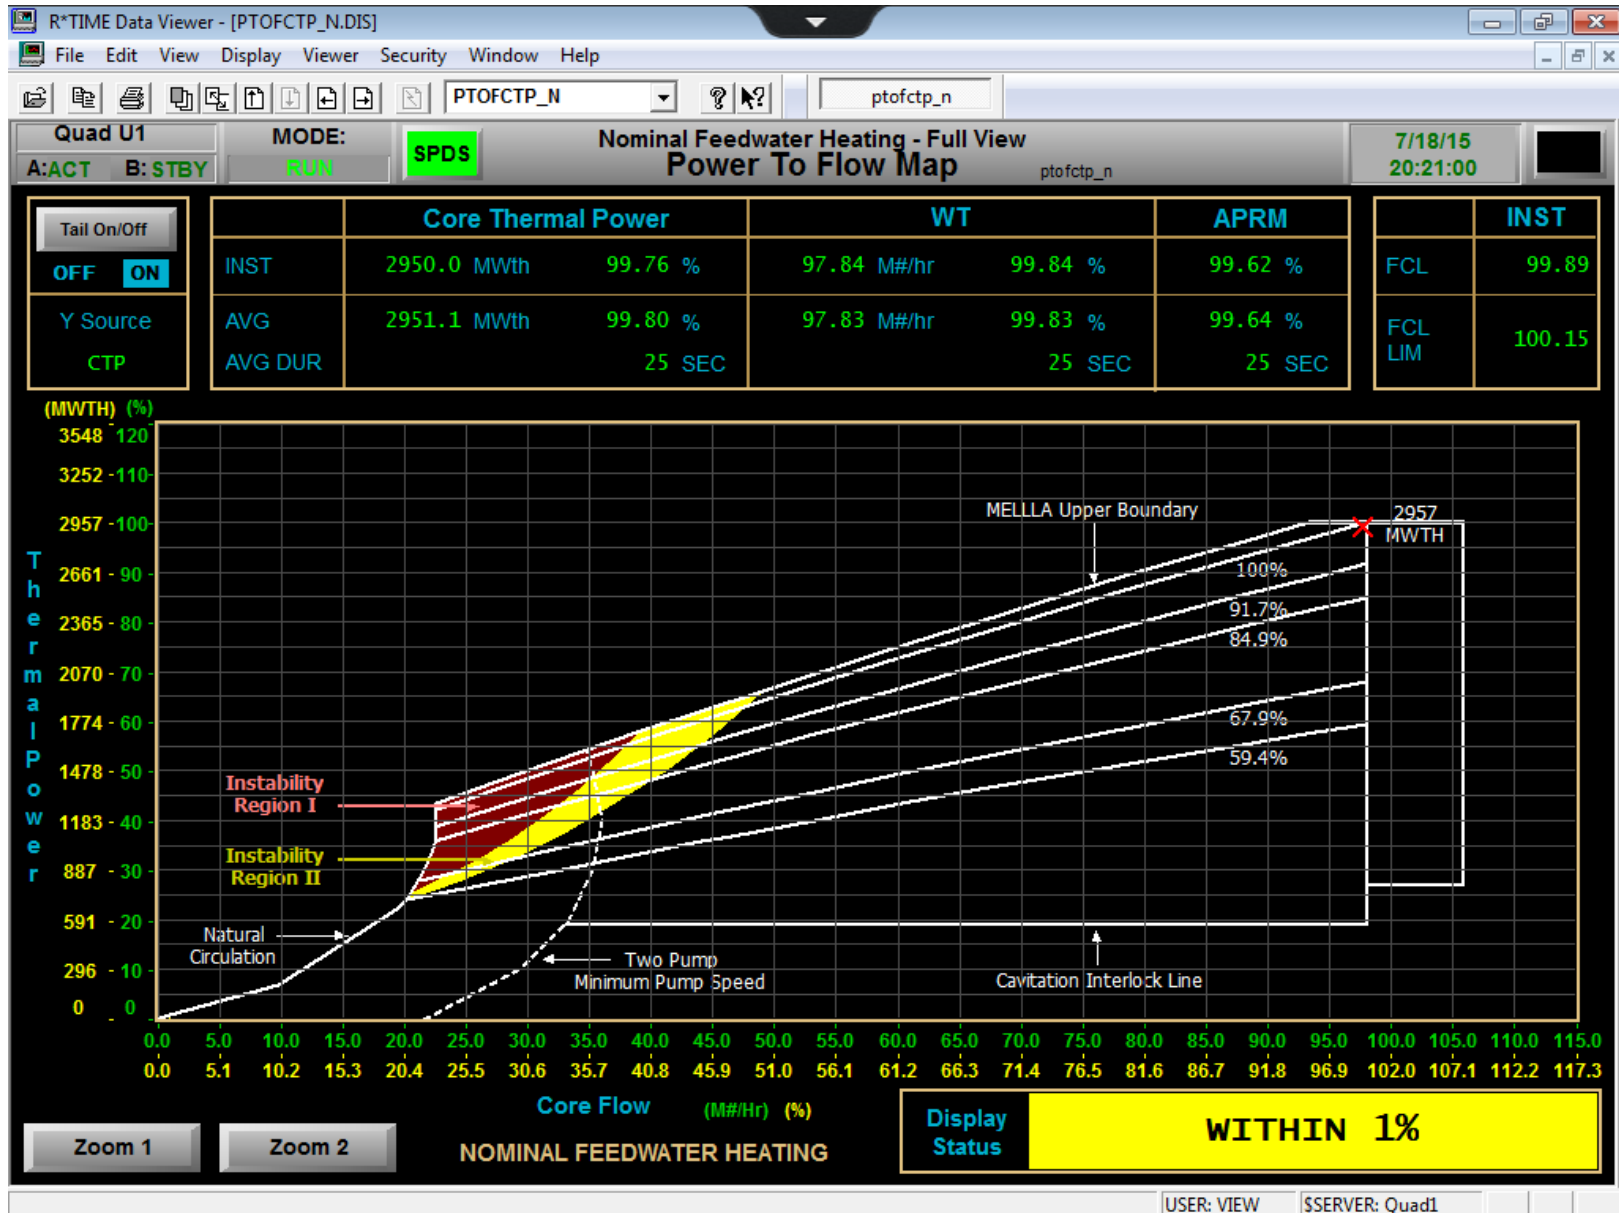 R*TIME Data Viewer - [PTOFCTP_N.DIS]
File Edit View Display Viewer Security Window Help
PTOFCTP_N
ptofctp_n
Quad U1
A:ACT B:STBY
MODE:
RUN
SPDS
Nominal Feedwater Heating - Full View
Power To Flow Map
ptofctp_n
7/18/15
20:21:00
Tail On/Off
OFF ON
Y Source
CTP
Core Thermal Power WT APRM
INST 2950.0 MWth 99.76 % 97.84 M#/hr 99.84 % 99.62 %
AVG 2951.1 MWth 99.80 % 97.83 M#/hr 99.83 % 99.64 %
AVG DUR 25 SEC 25 SEC 25 SEC
INST
FCL 99.89
FCL
LIM
100.15
(MWTH) (%)
3548 120
3252 -110-
2957 -100-
2661 - 90 -
2365 - 80 -
2070 - 70 -
1774 - 60 -
1478 - 50 -
1183 - 40 -
887 - 30 -
591 - 20 -
296 - 10 -
0 0
Thermal Power
MELLLA Upper Boundary
2957
MWTH
100%
91.7%
84.9%
67.9%
59.4%
Instability
Region I
Instability
Region II
Natural
Circulation
Two Pump
Minimum Pump Speed
Cavitation Interlock Line
0.0 5.0 10.0 15.0 20.0 25.0 30.0 35.0 40.0 45.0 50.0 55.0 60.0 65.0 70.0 75.0 80.0 85.0 90.0 95.0 100.0 105.0 110.0 115.0
0.0 5.1 10.2 15.3 20.4 25.5 30.6 35.7 40.8 45.9 51.0 56.1 61.2 66.3 71.4 76.5 81.6 86.7 91.8 96.9 102.0 107.1 112.2 117.3
Core Flow (M#/Hr) (%)
Zoom 1
Zoom 2
NOMINAL FEEDWATER HEATING
Display
Status
WITHIN 1%
USER: VIEW
$SERVER: Quad1